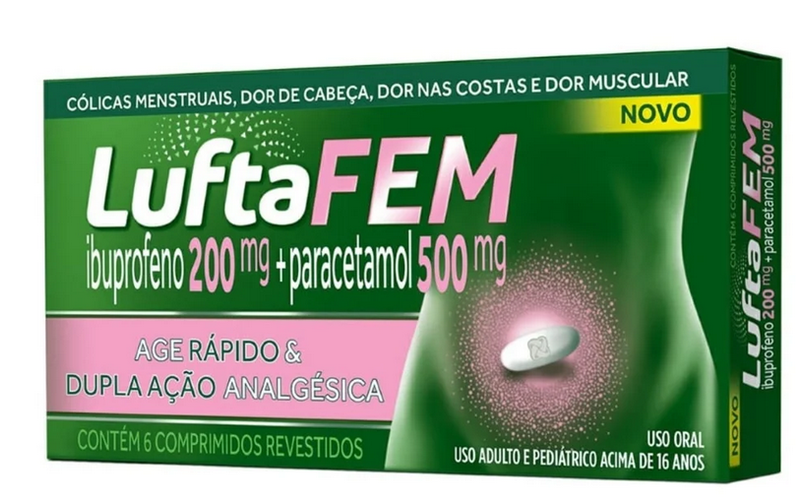 CÓLICAS MENSTRUAIS, DOR DE CABEÇA, DOR NAS COSTAS E DOR MUSCULAR
NOVO
LuftaFEM
ibuprofeno 200 mg + paracetamol 500 mg
AGE RÁPIDO &
DUPLA AÇÃO ANALGÉSICA
CONTÉM 6 COMPRIMIDOS REVESTIDOS
USO ORAL
USO ADULTO E PEDIÁTRICO ACIMA DE 16 ANOS
CONTÉM 6 COMPRIMIDOS REVESTIDOS
LuftaFEM
ibuprofeno 200 mg + paracetamol 500 mg
NOVO